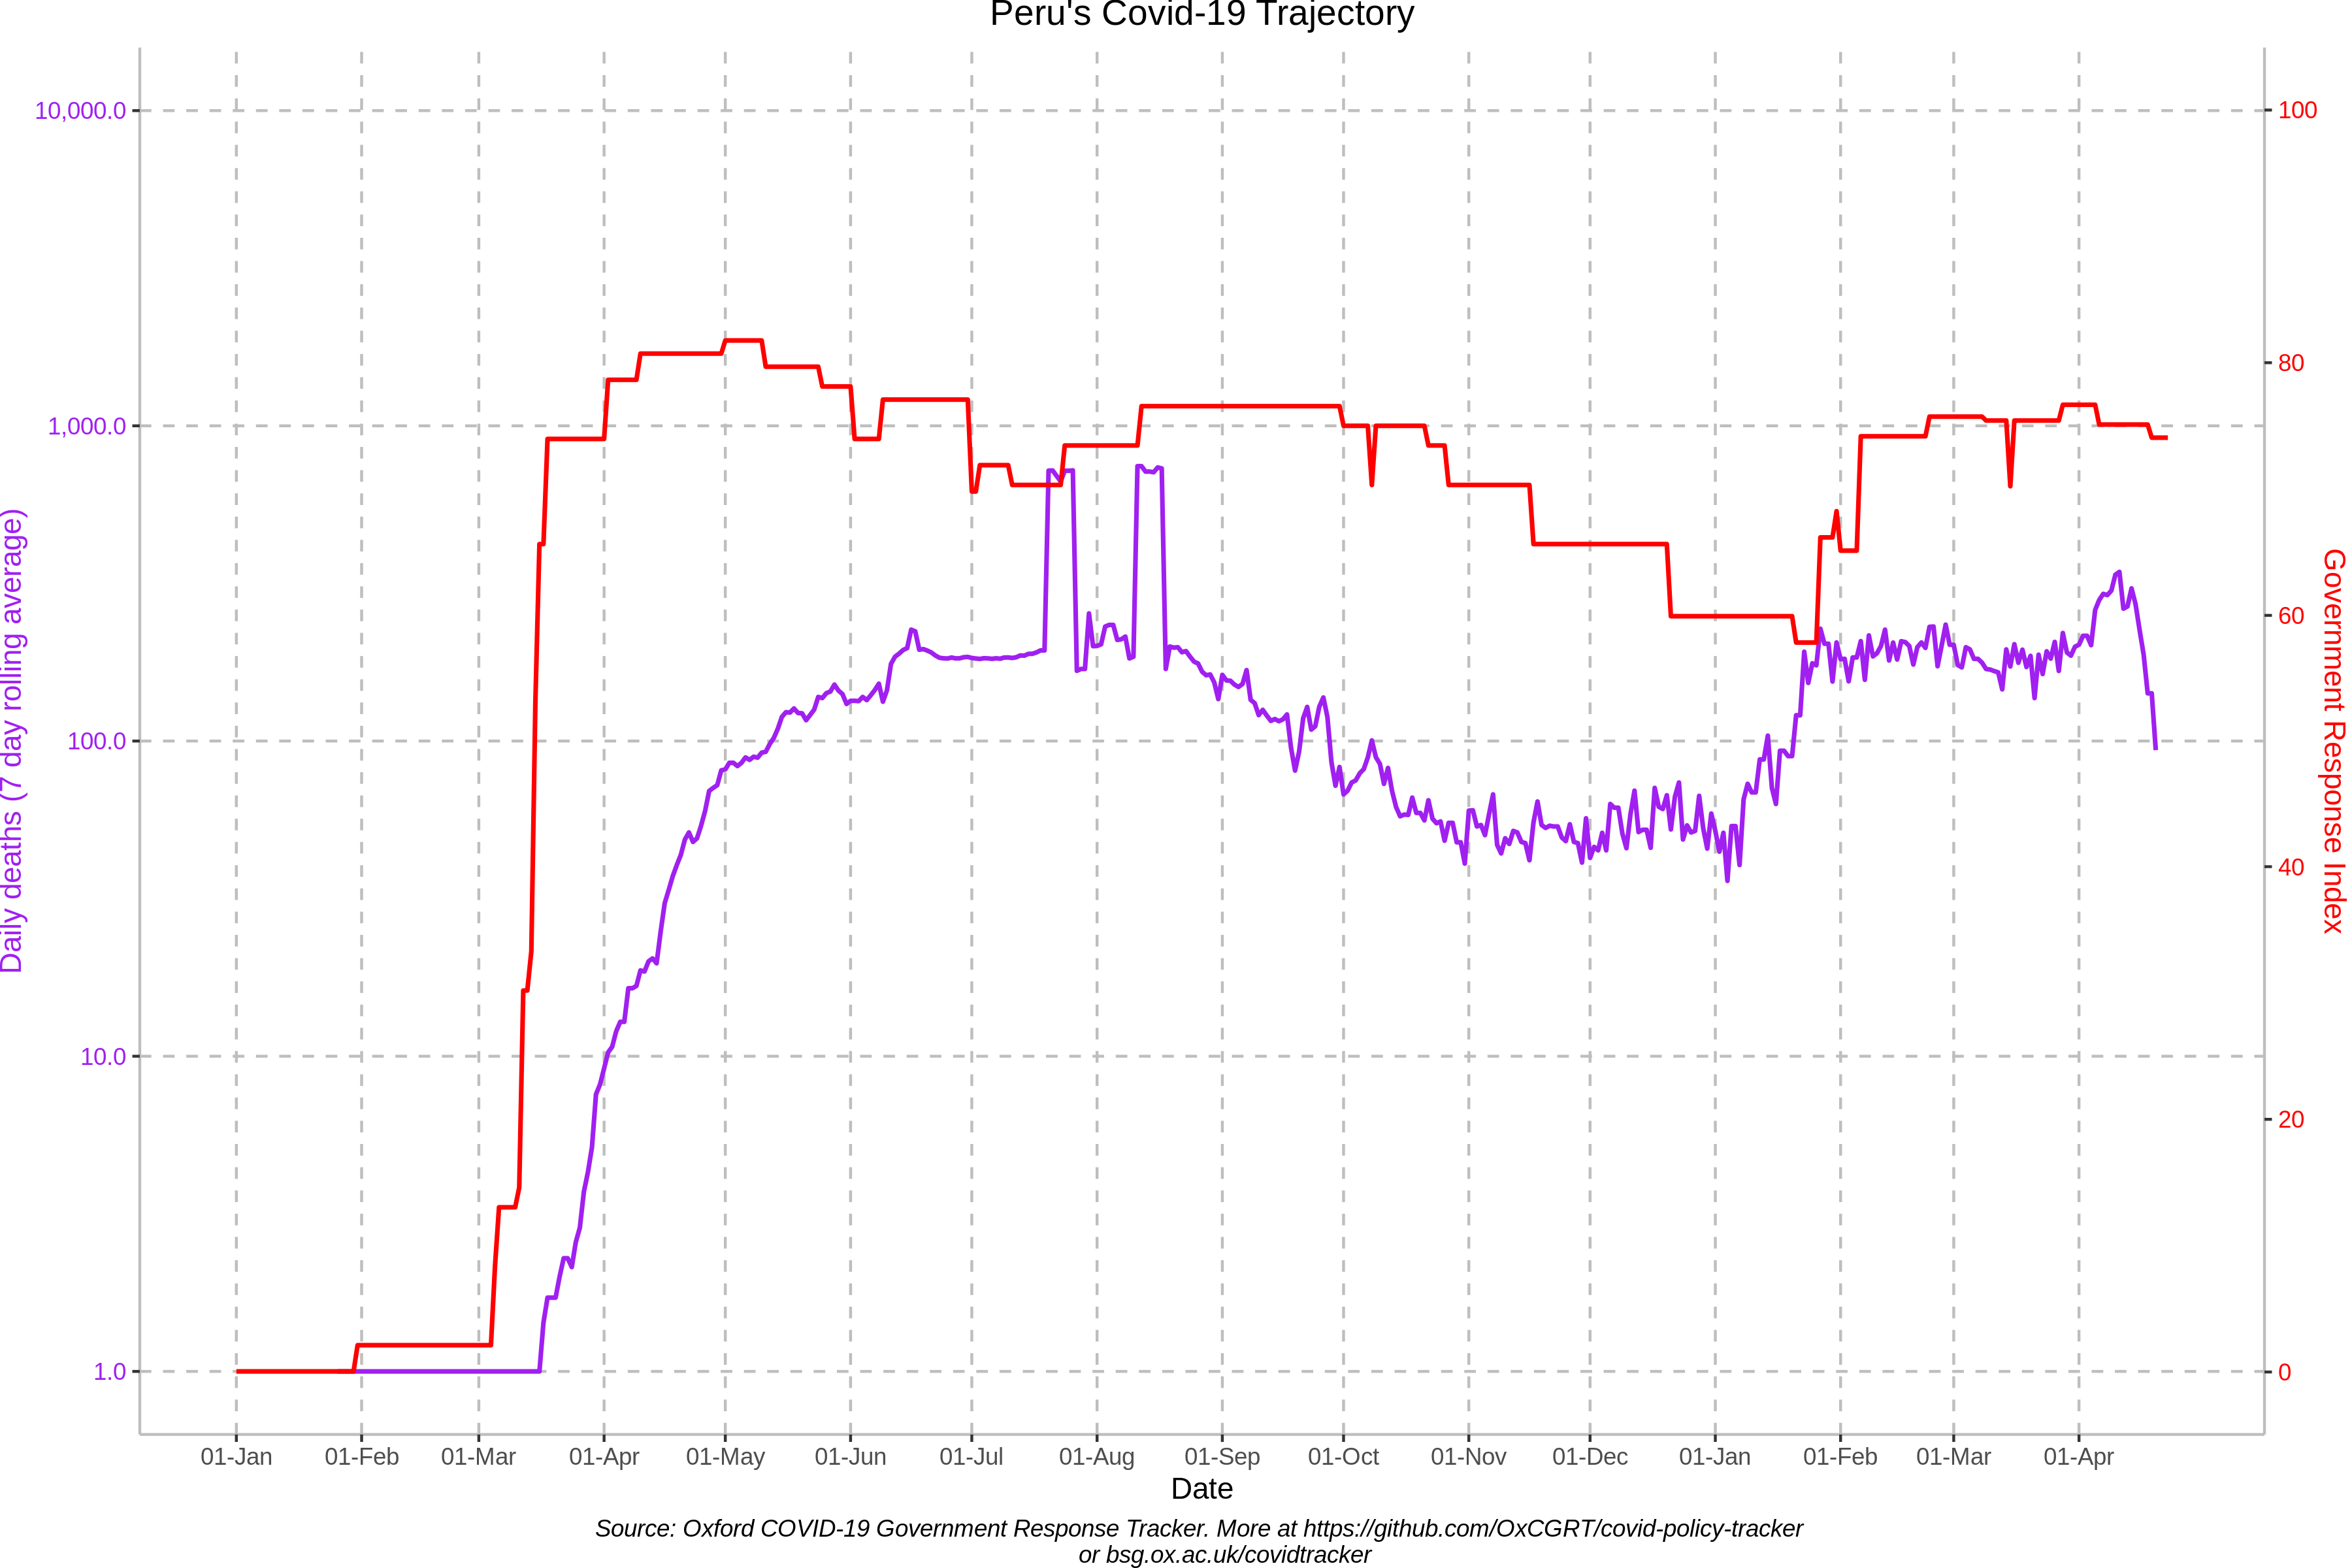 Peru's Covid-19 Trajectory
10,000.0
1,000.0
100.0
10.0
1.0
Daily deaths (7 day rolling average)
100
80
60
40
20
0
Government Response Index
01-Jan 01-Feb 01-Mar 01-Apr 01-May 01-Jun 01-Jul 01-Aug 01-Sep 01-Oct 01-Nov 01-Dec 01-Jan 01-Feb 01-Mar 01-Apr
Date
Source: Oxford COVID-19 Government Response Tracker. More at https://github.com/OxCGRT/covid-policy-tracker
or bsg.ox.ac.uk/covidtracker